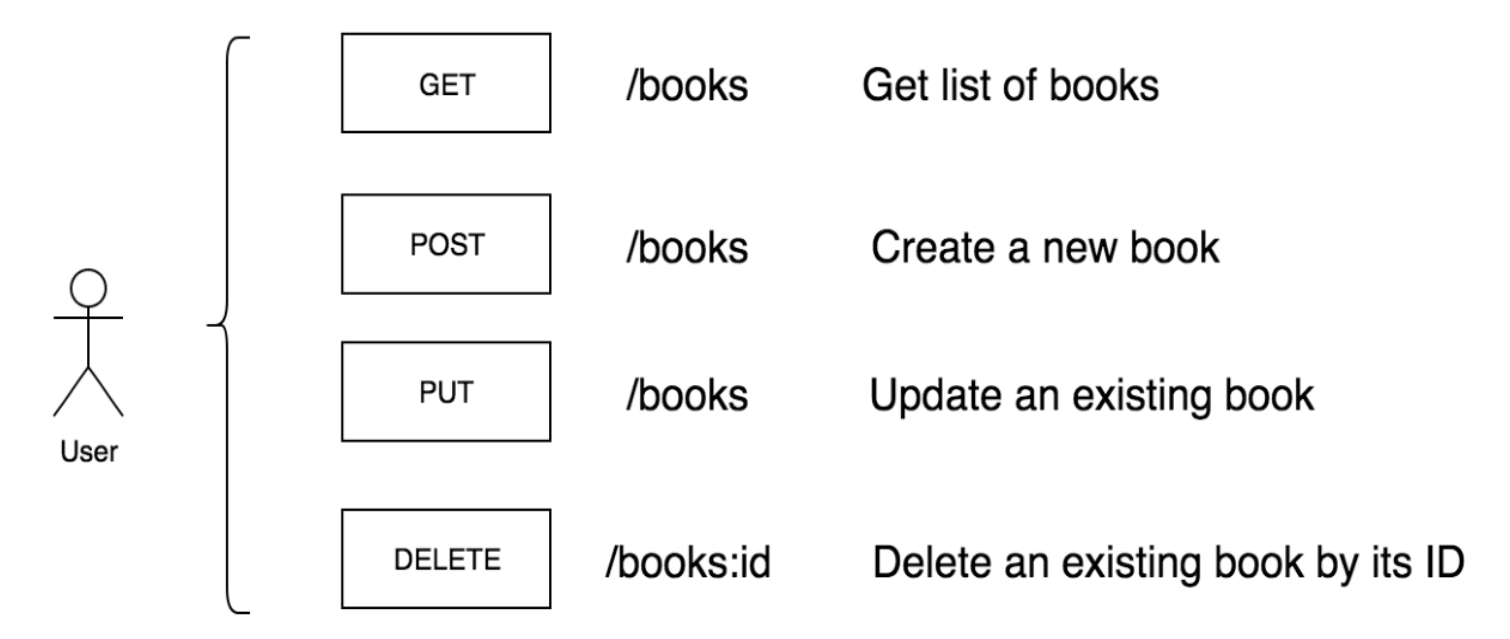 GET /books Get list of books
POST /books Create a new book
PUT /books Update an existing book
DELETE /books:id Delete an existing book by its ID
User